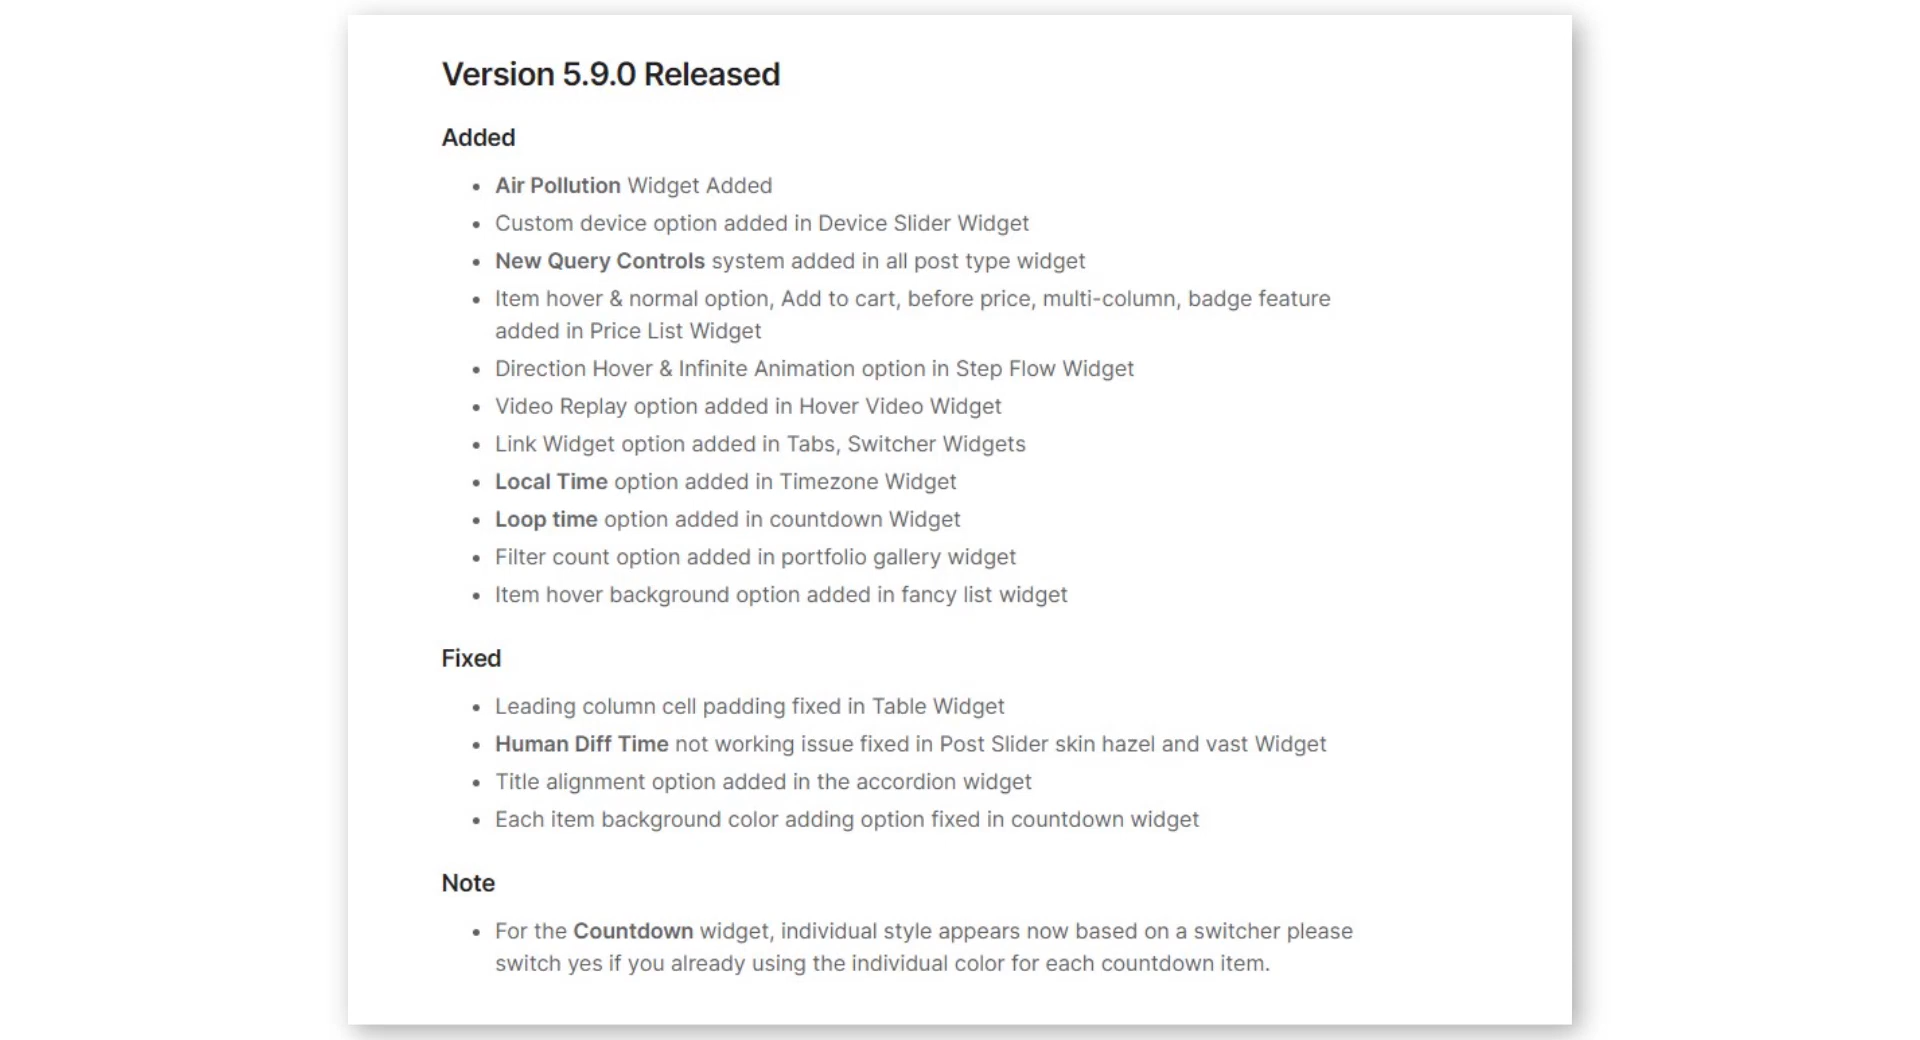 Version 5.9.0 Released
Added
• Air Pollution Widget Added
• Custom device option added in Device Slider Widget
• New Query Controls system added in all post type widget
• Item hover & normal option, Add to cart, before price, multi-column, badge feature
added in Price List Widget
• Direction Hover & Infinite Animation option in Step Flow Widget
• Video Replay option added in Hover Video Widget
• Link Widget option added in Tabs, Switcher Widgets
• Local Time option added in Timezone Widget
• Loop time option added in countdown Widget
• Filter count option added in portfolio gallery widget
• Item hover background option added in fancy list widget
Fixed
• Leading column cell padding fixed in Table Widget
• Human Diff Time not working issue fixed in Post Slider skin hazel and vast Widget
• Title alignment option added in the accordion widget
• Each item background color adding option fixed in countdown widget
Note
• For the Countdown widget, individual style appears now based on a switcher please
switch yes if you already using the individual color for each countdown item.